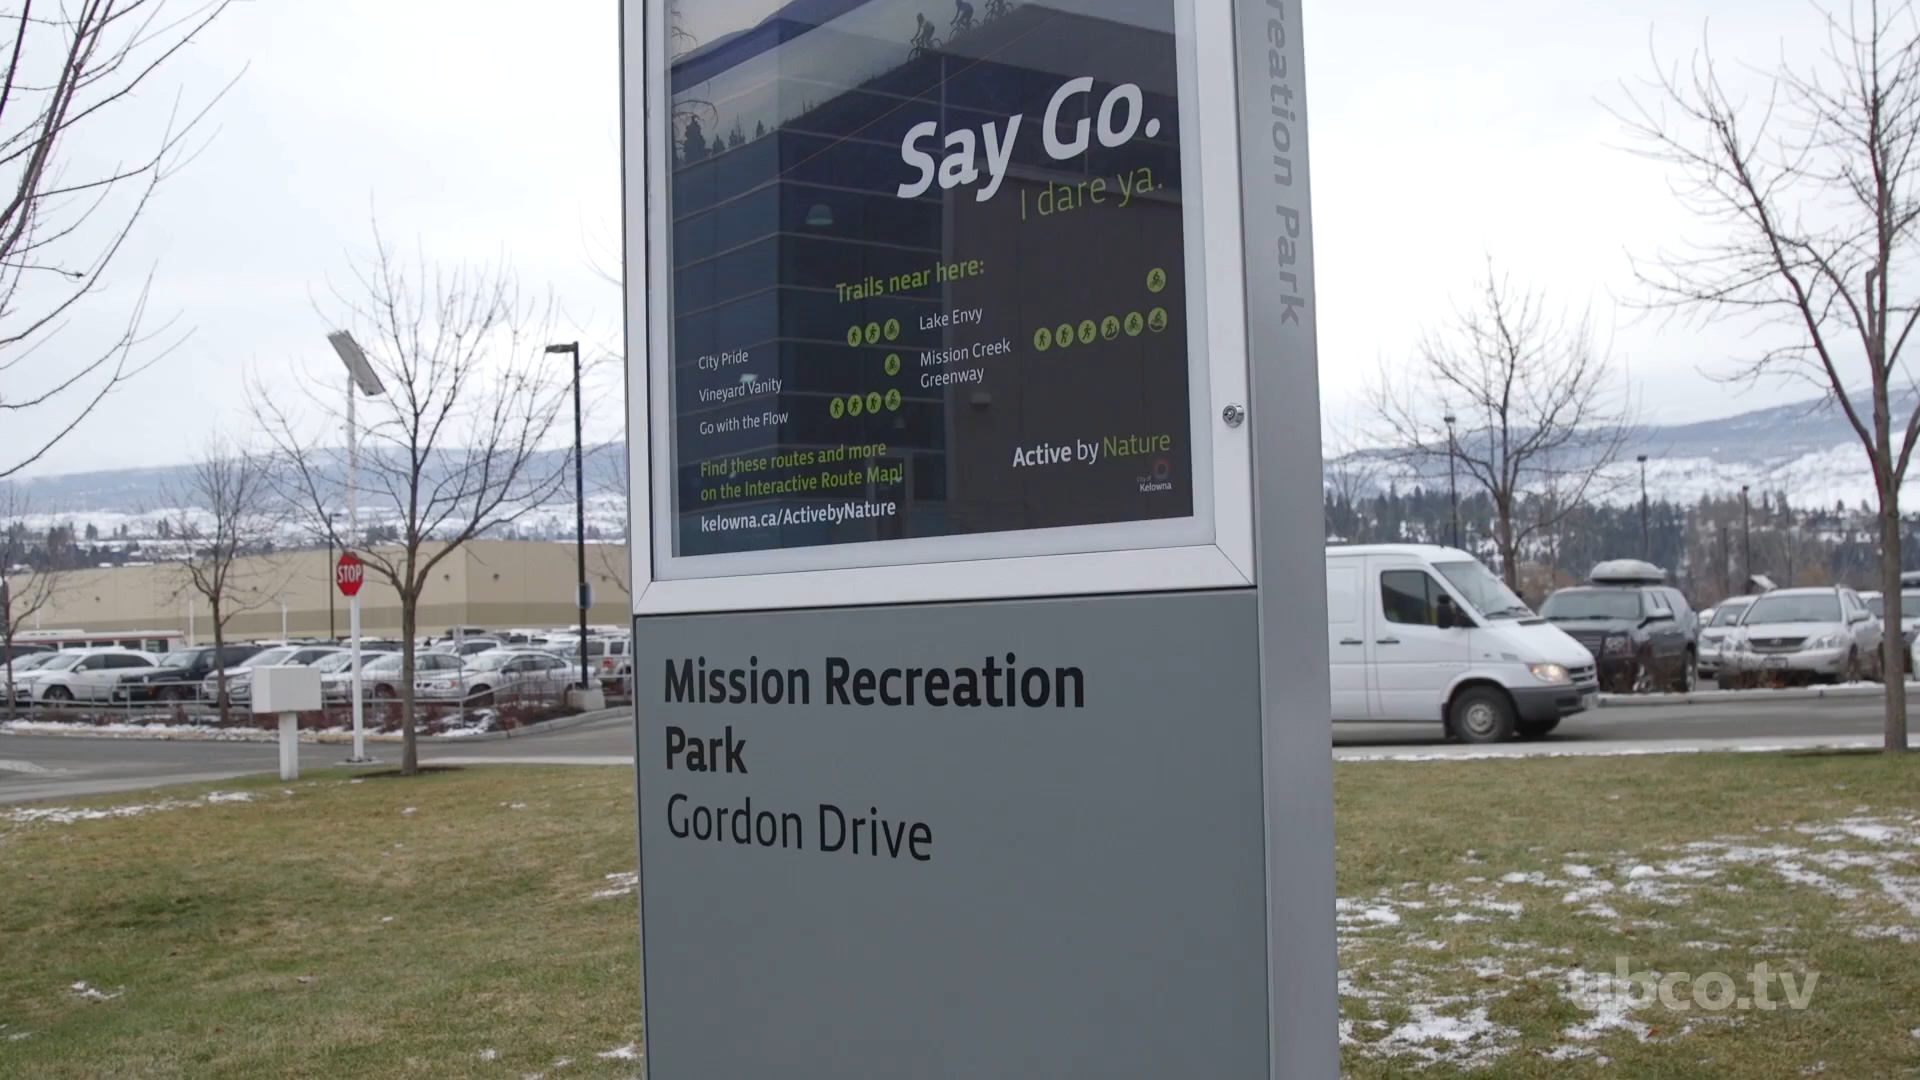 Say Go.
I dare ya.
Trails near here:
City Pride
Vineyard Vanity
Go with the Flow
Lake Envy
Mission Creek
Greenway
Find these routes and more
on the Interactive Route Map!
kelowna.ca/ActivebyNature
Active by Nature
City of
Kelowna
reation Park
STOP
Mission Recreation
Park
Gordon Drive
ubco.tv